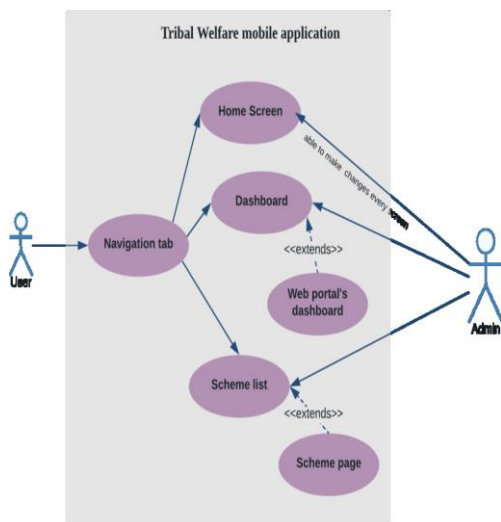 Tribal Welfare mobile application
Home Screen
able to make changes every screen
Dashboard
Navigation tab
User
<<extends>>
Web portal's
dashboard
Admin
Scheme list
<<extends>>
Scheme page